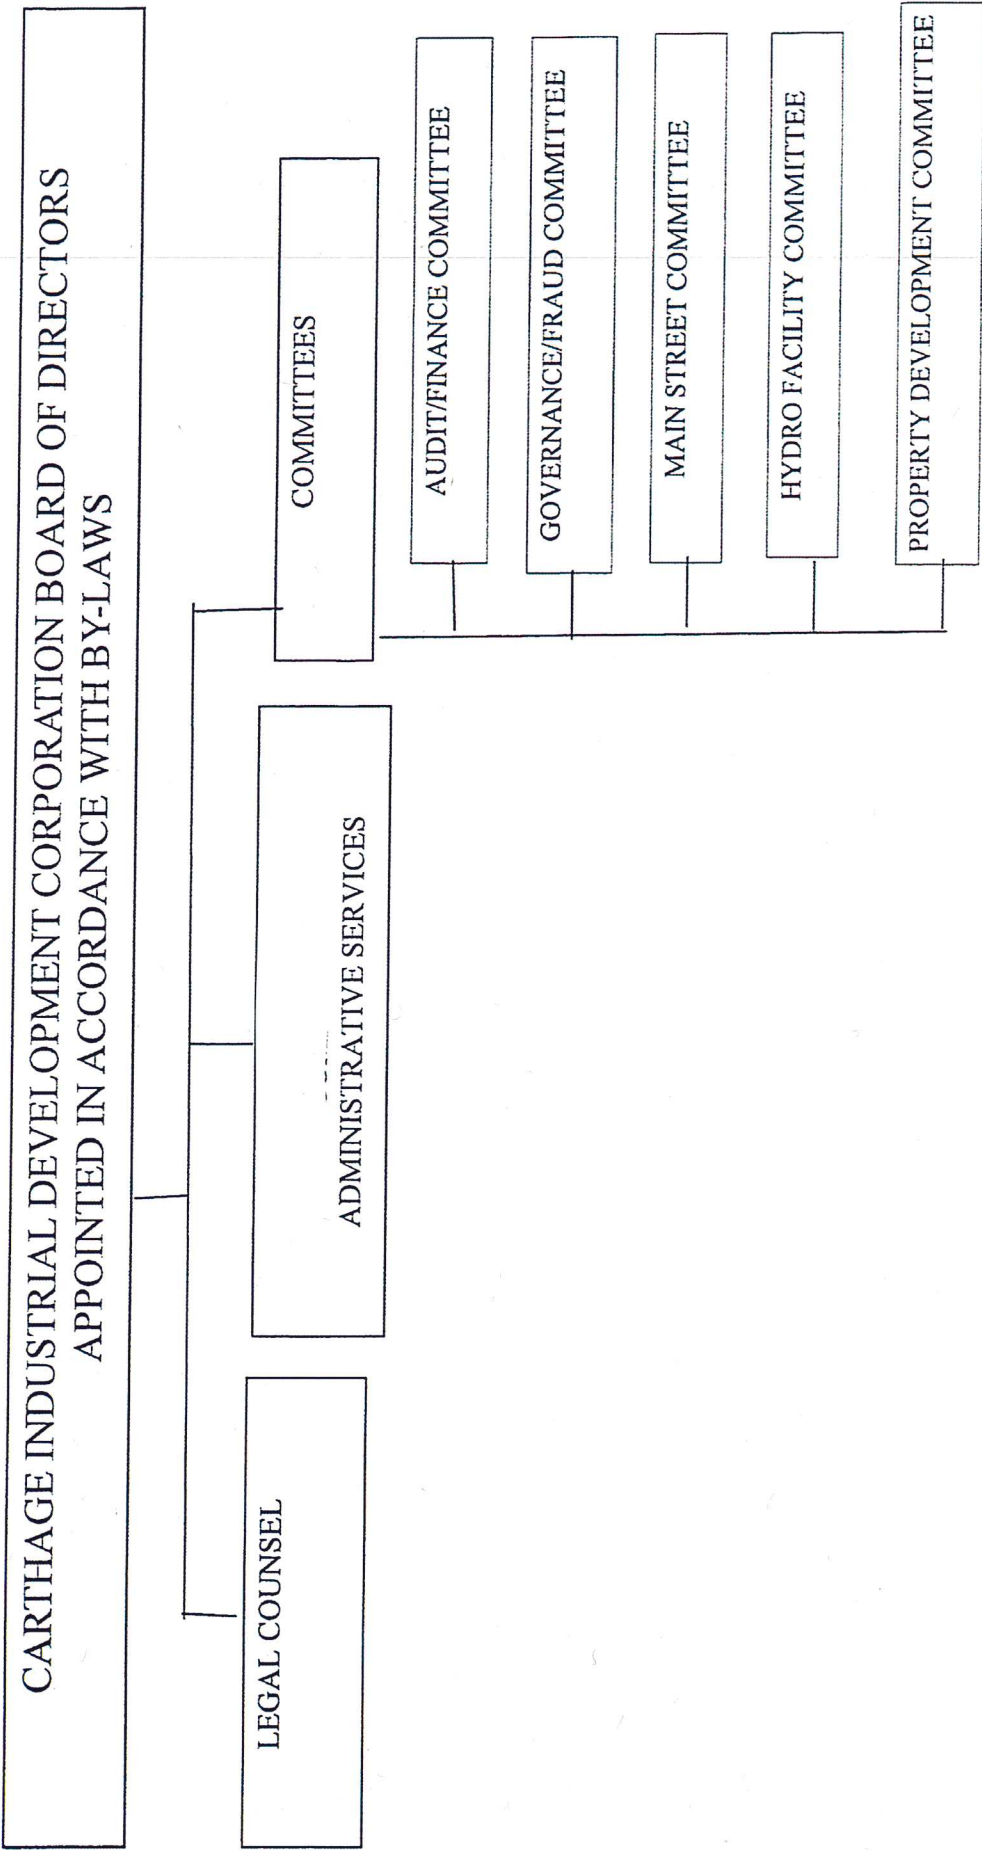 CARTHAGE INDUSTRIAL DEVELOPMENT CORPORATION BOARD OF DIRECTORS
APPOINTED IN ACCORDANCE WITH BY-LAWS
LEGAL COUNSEL
ADMINISTRATIVE SERVICES
COMMITTEES
AUDIT/FINANCE COMMITTEE
GOVERNANCE/FRAUD COMMITTEE
MAIN STREET COMMITTEE
HYDRO FACILITY COMMITTEE
PROPERTY DEVELOPMENT COMMITTEE